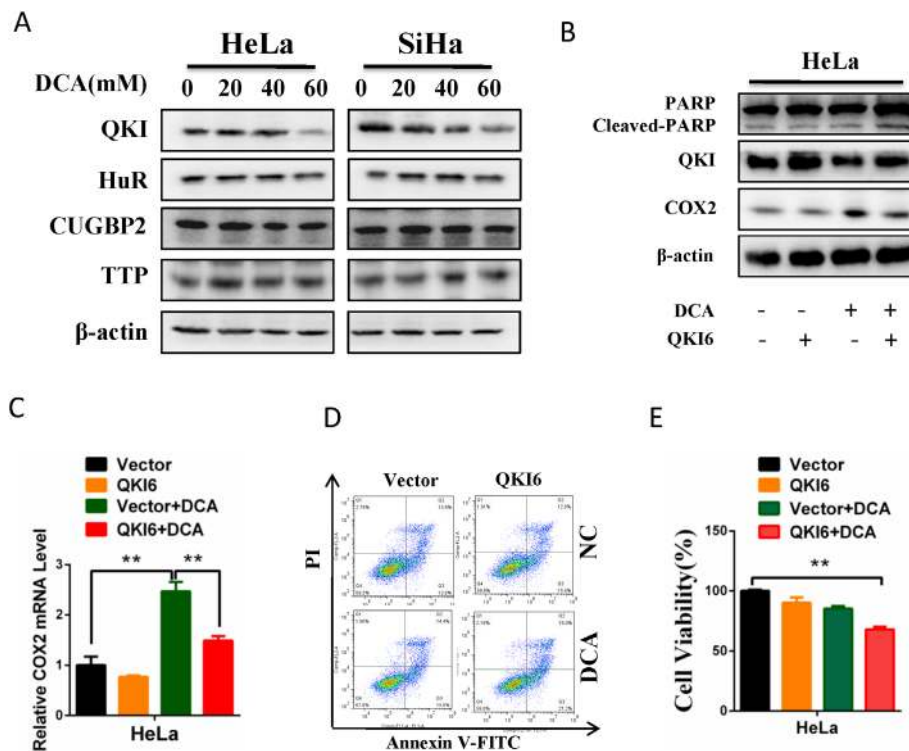 A
HeLa SiHa
DCA(mM) 0 20 40 60 0 20 40 60
QKI
HuR
CUGBP2
TTP
β-actin
B
HeLa
PARP
Cleaved-PARP
QKI
COX2
β-actin
DCA - - + +
QKI6 - + - +
C
Vector
QKI6
Vector+DCA
QKI6+DCA
Relative COX2 mRNA Level
3
2
1
0
** **
HeLa
D
Vector QKI6
PI
NC
DCA
Annexin V-FITC
E
Vector
QKI6
Vector+DCA
QKI6+DCA
Cell Viability(%)
150
100
50
0
**
HeLa